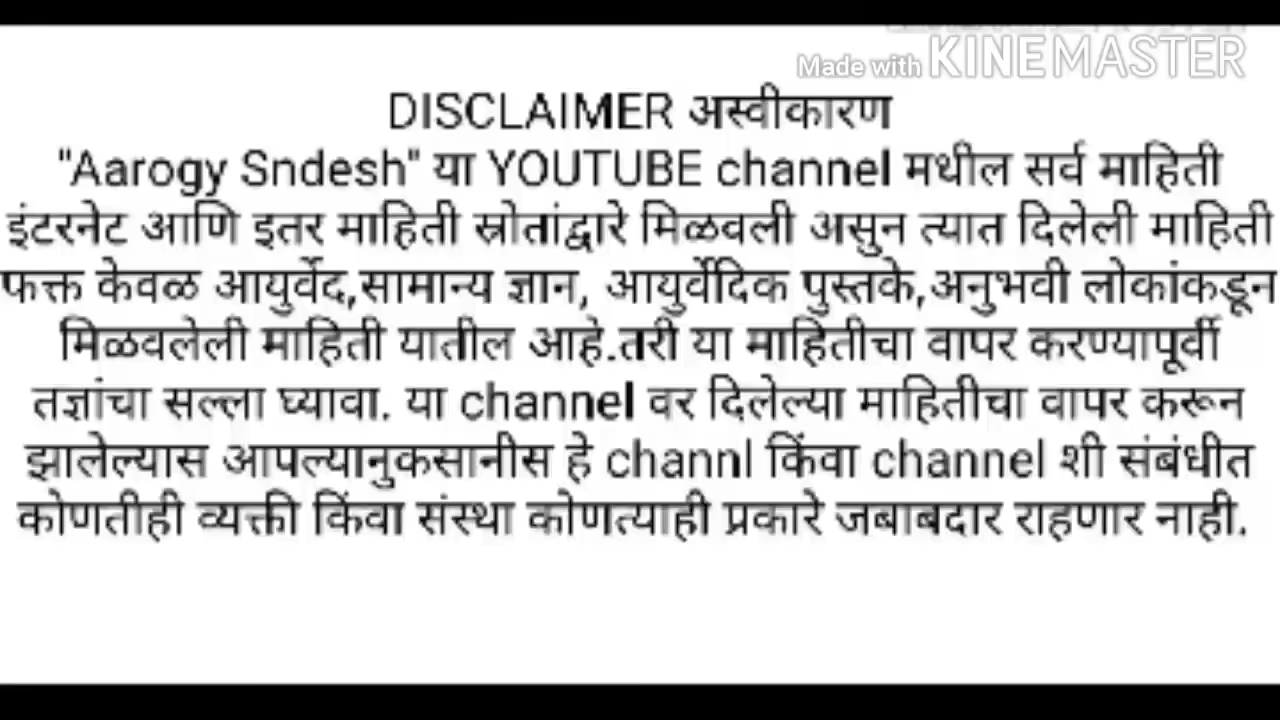 Made with KINEMASTER
DISCLAIMER अस्वीकारण
"Aarogy Sndesh" या YOUTUBE channel मधील सर्व माहिती
इंटरनेट आणि इतर माहिती स्रोतांद्वारे मिळवली असुन त्यात दिलेली माहिती
फक्त केवळ आयुर्वेद,सामान्य ज्ञान, आयुर्वेदिक पुस्तके,अनुभवी लोकांकडून
मिळवलेली माहिती यातील आहे.तरी या माहितीचा वापर करण्यापूर्वी
तज्ञांचा सल्ला घ्यावा. या channel वर दिलेल्या माहितीचा वापर करून
झालेल्यास आपल्यानुकसानीस हे channl किंवा channel शी संबंधीत
कोणतीही व्यक्ती किंवा संस्था कोणत्याही प्रकारे जबाबदार राहणार नाही.